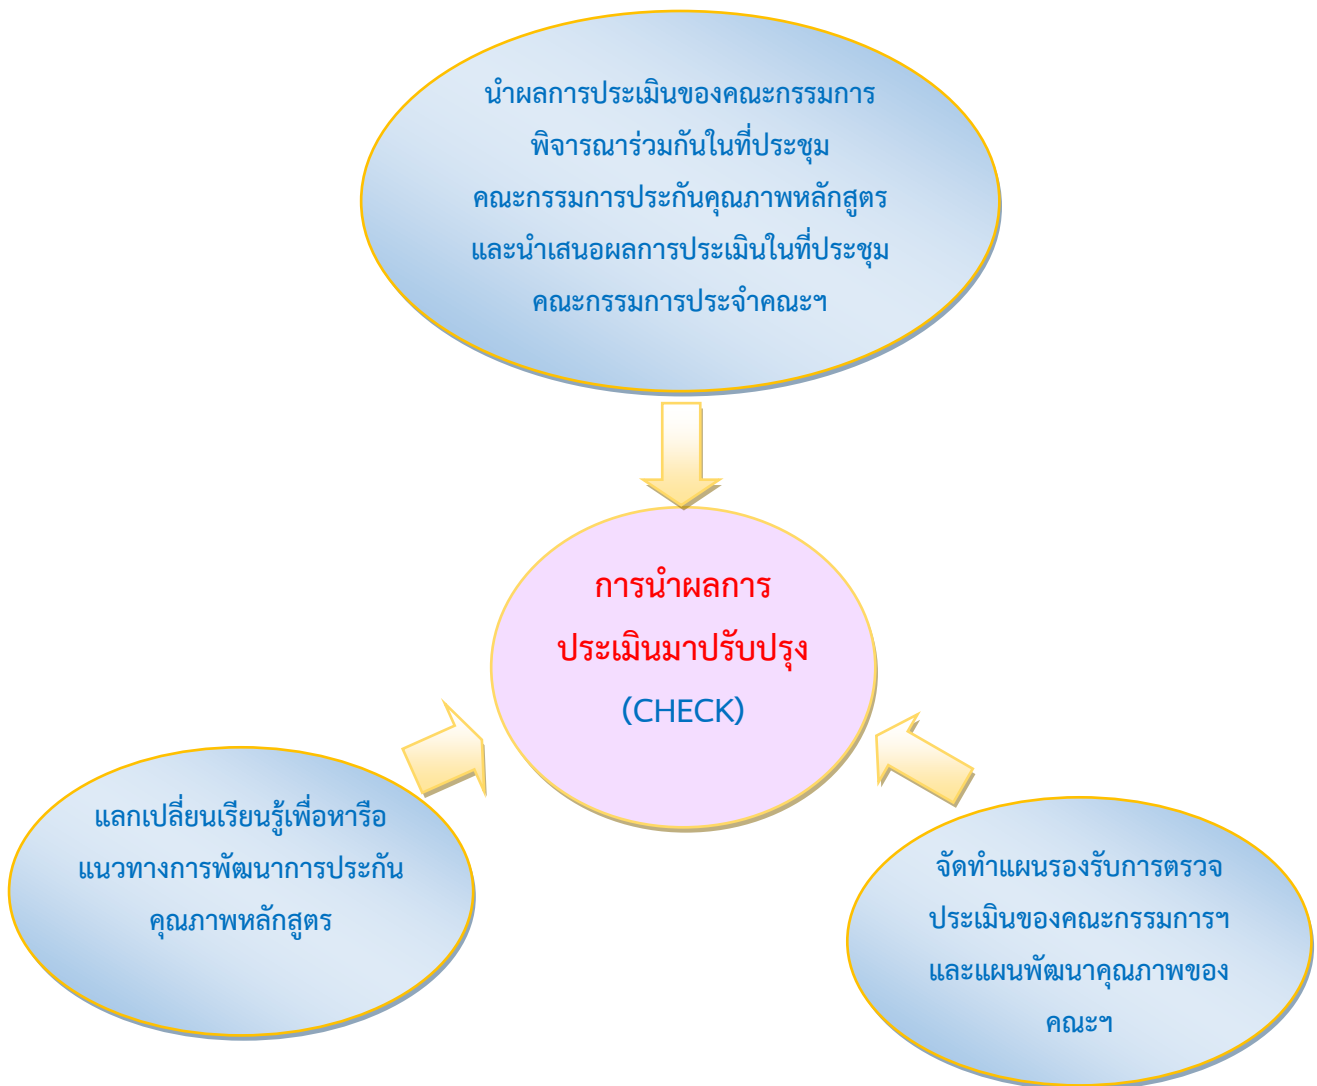 นำผลการประเมินของคณะกรรมการ
พิจารณาร่วมกันในที่ประชุม
คณะกรรมการประกันคุณภาพหลักสูตร
และนำเสนอผลการประเมินในที่ประชุม
คณะกรรมการประจำคณะฯ
การนำผลการ
ประเมินมาปรับปรุง
(CHECK)
แลกเปลี่ยนเรียนรู้เพื่อหารือ
แนวทางการพัฒนาการประกัน
คุณภาพหลักสูตร
จัดทำแผนรองรับการตรวจ
ประเมินของคณะกรรมการฯ
และแผนพัฒนาคุณภาพของ
คณะฯ